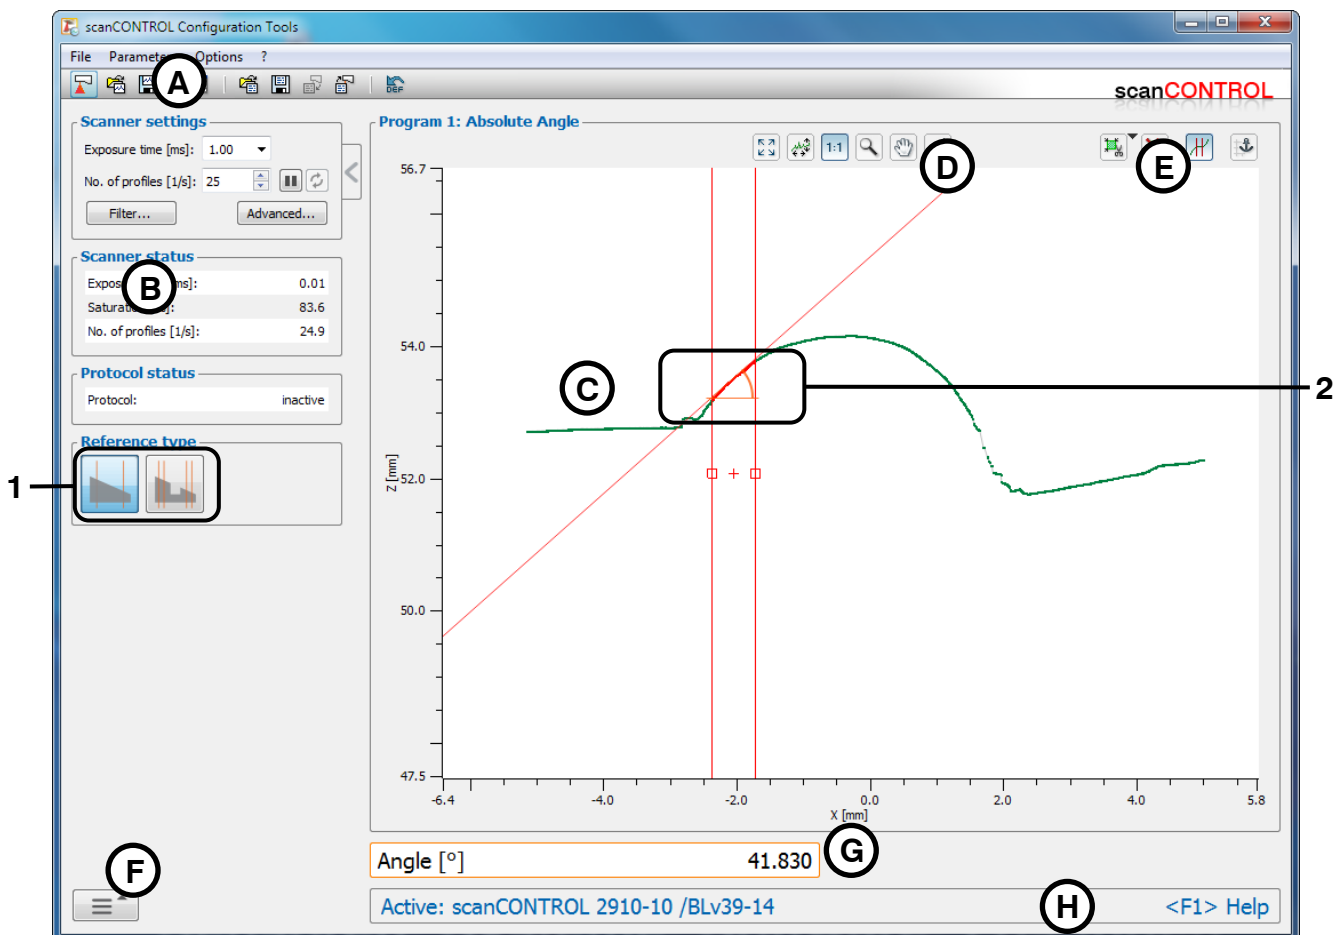 scanCONTROL Configuration Tools
File Parameter Options ?
A
scanCONTROL
Scanner settings
Exposure time [ms]: 1.00
No. of profiles [1/s]: 25
Filter... Advanced...
Scanner status
0.01
B
83.6
No. of profiles [1/s]: 24.9
Protocol status
Protocol: inactive
Reference type
1
Program 1: Absolute Angle
1:1
D
E
56.7
54.0
52.0
50.0
47.5
Z [mm]
C
2
-6.4 -4.0 -2.0 0.0 2.0 4.0 5.8
X [mm]
Angle [°] 41.830
G
F
Active: scanCONTROL 2910-10 /BLv39-14
H
<F1> Help